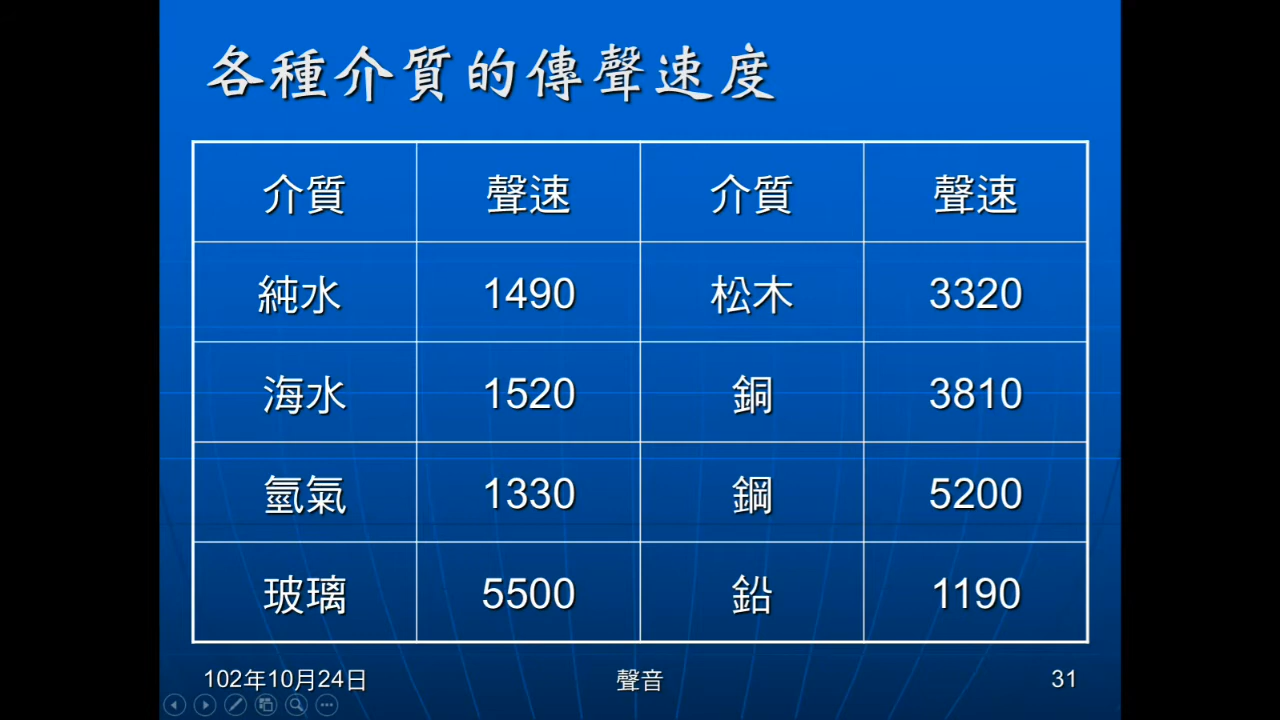 各種介質的傳聲速度
介質 聲速 介質 聲速
純水 1490 松木 3320
海水 1520 銅 3810
氫氣 1330 鋼 5200
玻璃 5500 鉛 1190
102年10月24日 聲音 31